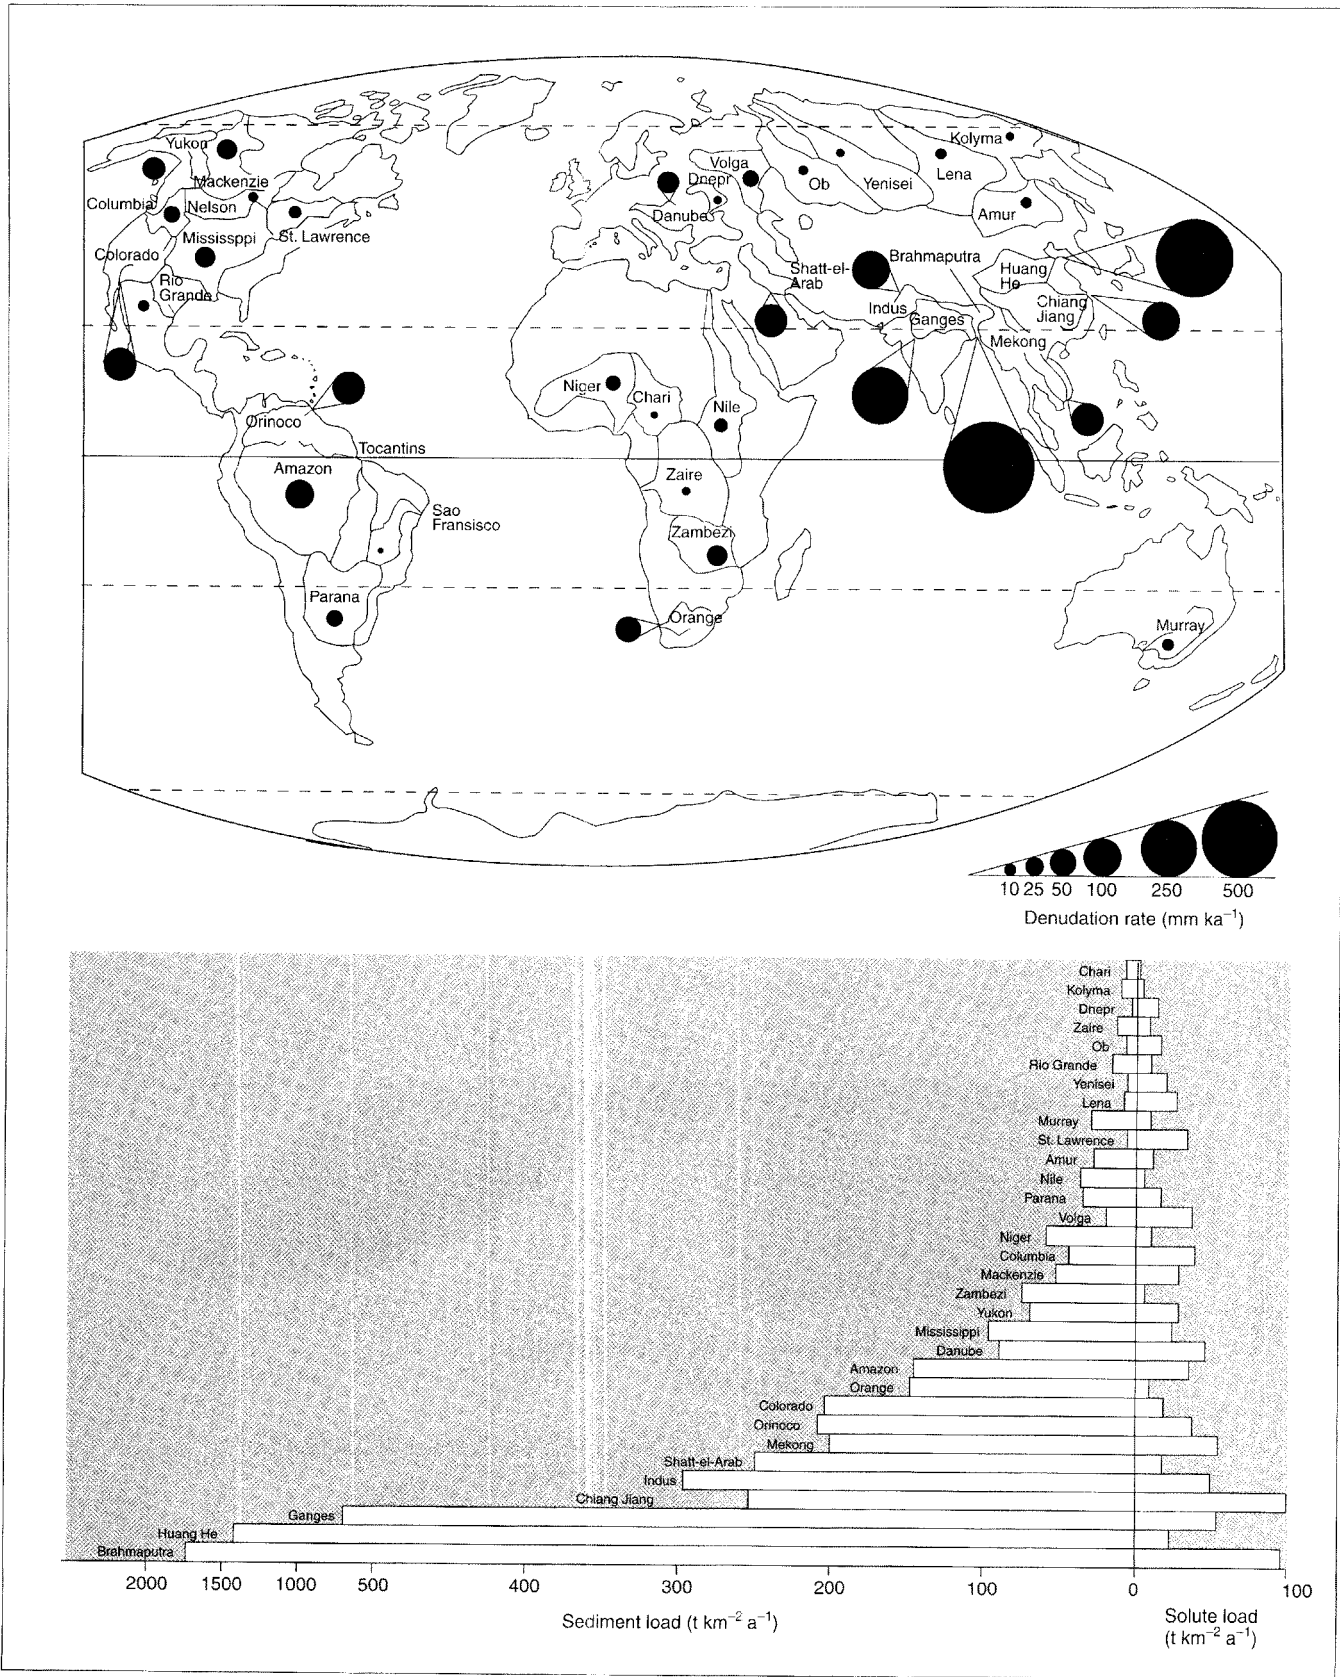 Kolyma
Yukon
Volga
Lena
Mackenzie
Dnepr
Ob
Yenisei
Columbia
Nelson
Danube
Amur
Mississppi
St. Lawrence
Colorado
Brahmaputra
Shatt-el-
Arab
Huang
He
Rio
Grande
Indus
Ganges
Chiang
Jiang
Mekong
Niger
Chari
Nile
Orinoco
Tocantins
Amazon
Zaire
Sao
Fransisco
Zambezi
Parana
Orange
Murray
10 25 50 100 250 500
Denudation rate (mm ka⁻¹)
Chari
Kolyma
Dnepr
Zaire
Ob
Rio Grande
Yenisei
Lena
Murray
St. Lawrence
Amur
Nile
Parana
Volga
Niger
Columbia
Mackenzie
Zambezi
Yukon
Mississippi
Danube
Amazon
Orange
Colorado
Orinoco
Mekong
Shatt-el-Arab
Indus
Chiang Jiang
Ganges
Huang He
Brahmaputra
2000 1500 1000 500 400 300 200 100 0 100
Sediment load (t km⁻² a⁻¹)
Solute load
(t km⁻² a⁻¹)